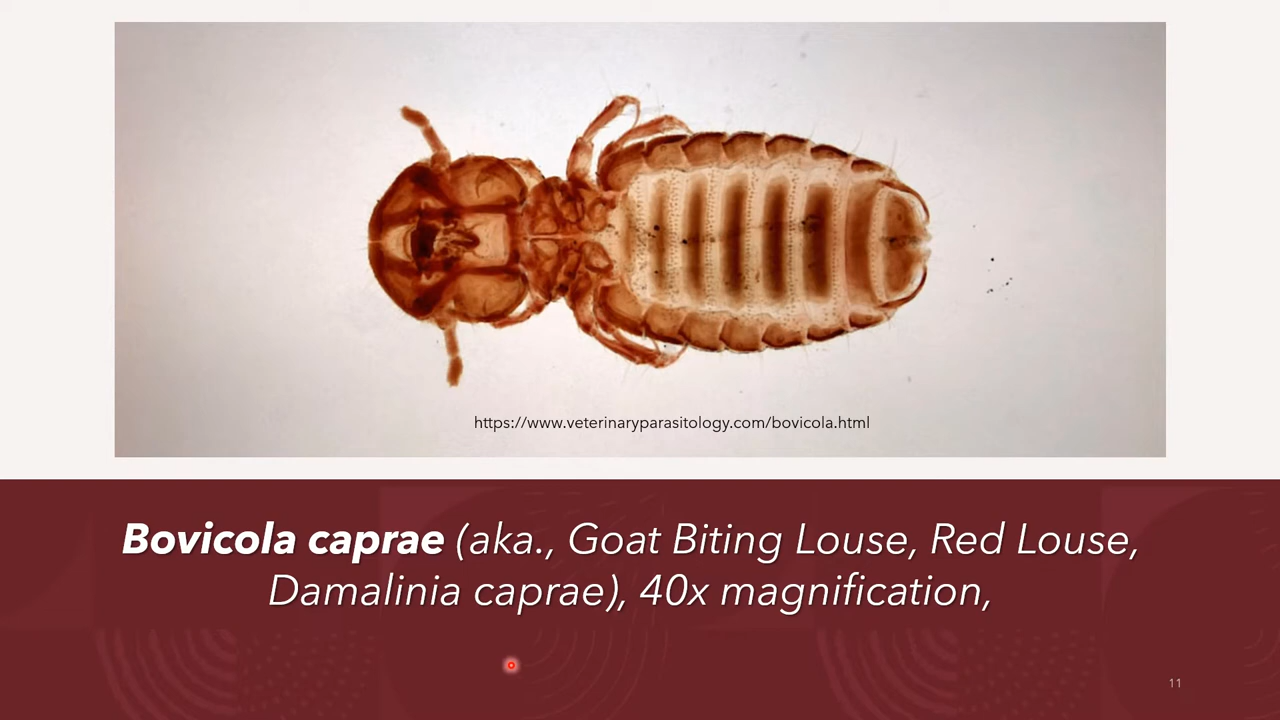 https://www.veterinaryparasitology.com/bovicola.html
Bovicola caprae (aka., Goat Biting Louse, Red Louse,
Damalinia caprae), 40x magnification,
11